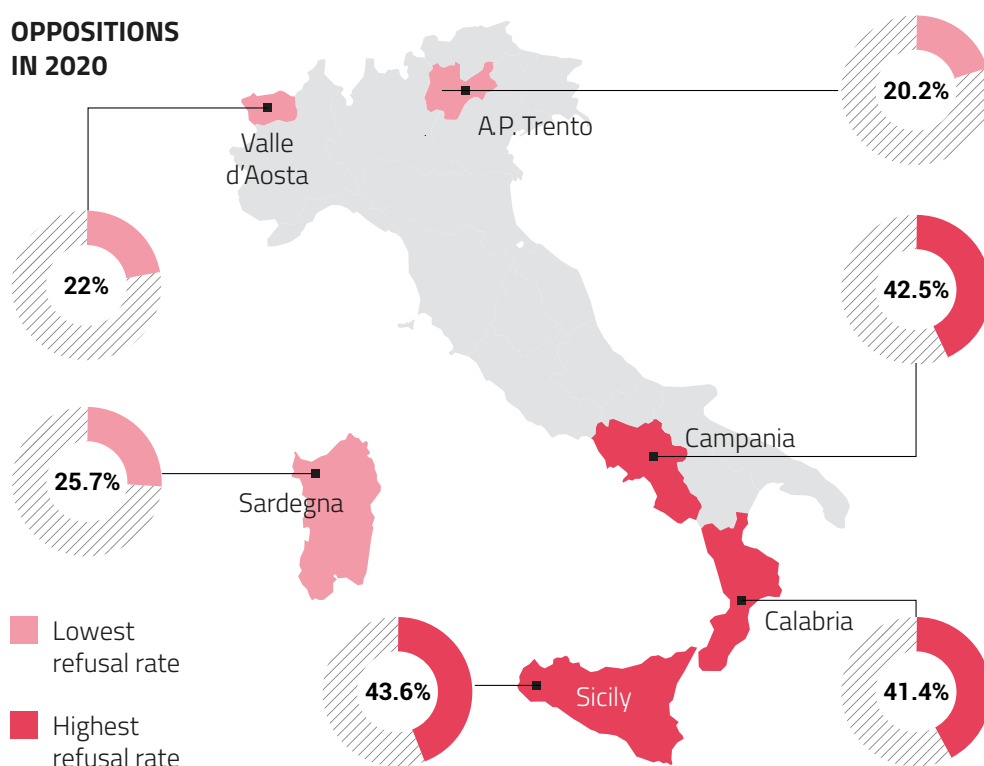 OPPOSITIONS
IN 2020
20.2%
A.P. Trento
Valle
d'Aosta
22%
42.5%
Campania
25.7%
Sardegna
Calabria
Lowest
refusal rate
43.6%
Sicily
41.4%
Highest
refusal rate